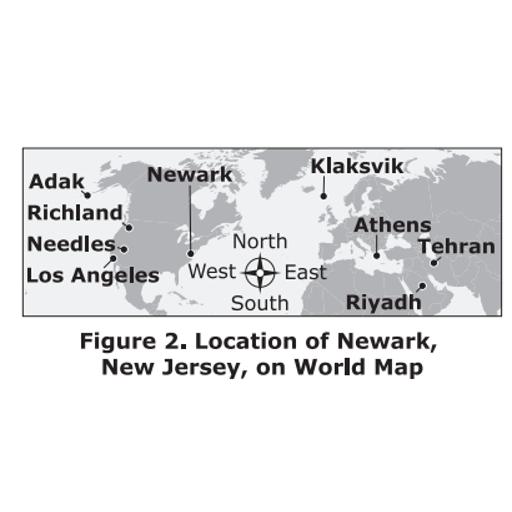 Adak
Newark
Klaksvik
Richland
Athens
Needles
North
Tehran
Los Angeles
West
East
South
Riyadh
Figure 2. Location of Newark,
New Jersey, on World Map